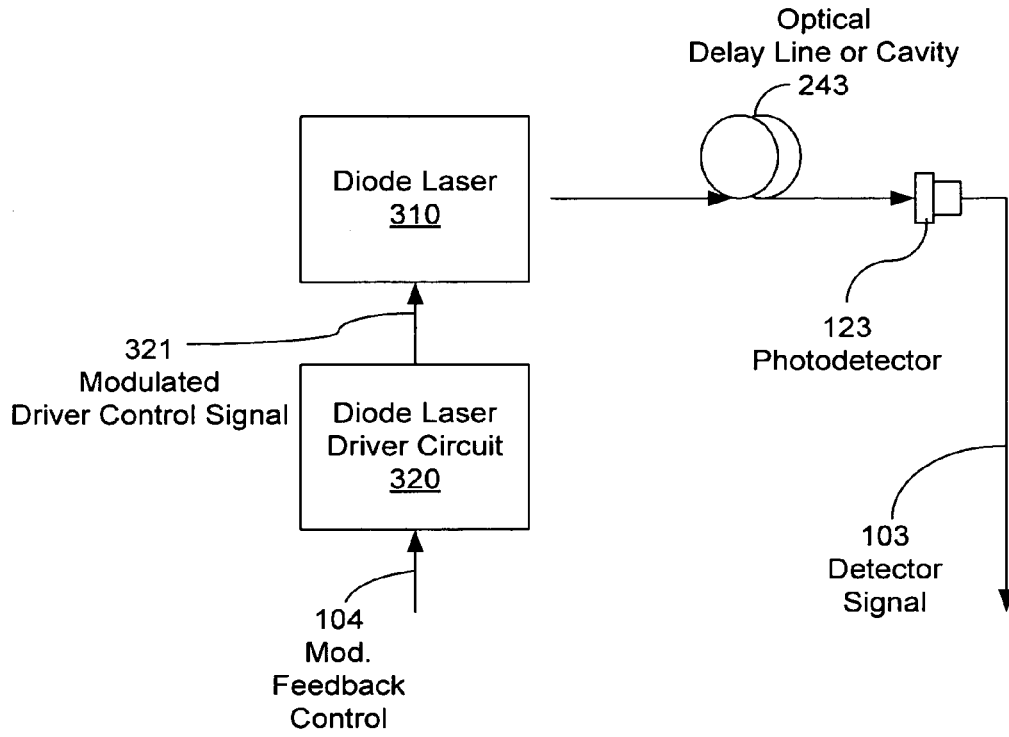 Optical
Delay Line or Cavity
243
Diode Laser
310
123
Photodetector
321
Modulated
Driver Control Signal
Diode Laser
Driver Circuit
320
103
Detector
Signal
104
Mod.
Feedback
Control